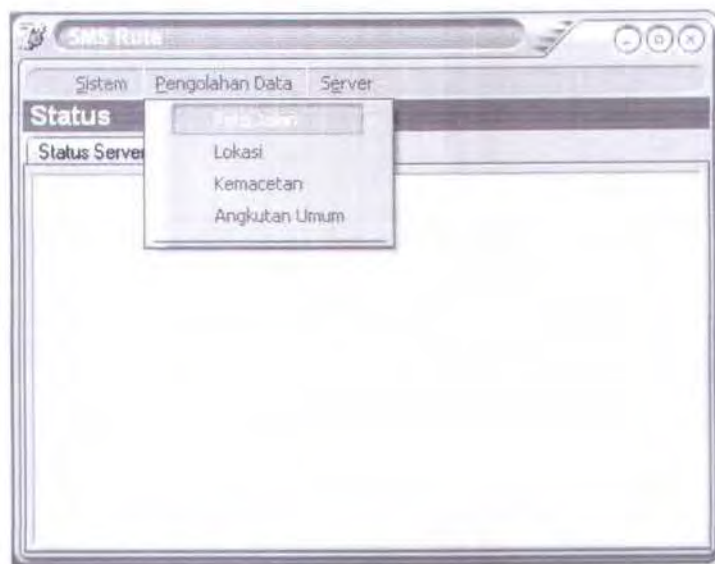 SMS Rute
Sistem Pengolahan Data Server
Status
Status Server
Lokasi
Kemacetan
Angkutan Umum